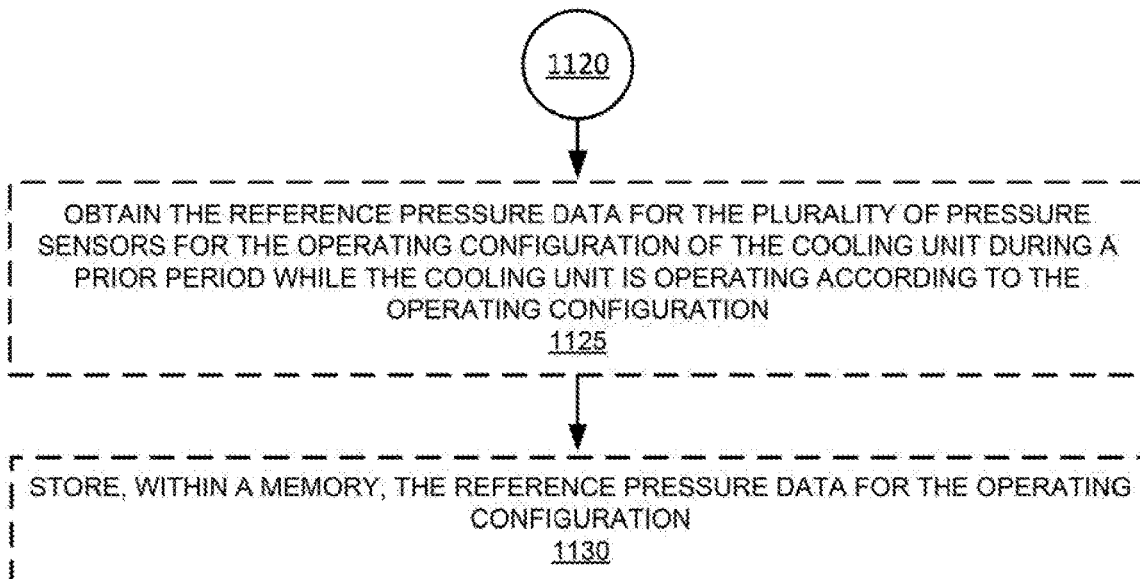 1120
OBTAIN THE REFERENCE PRESSURE DATA FOR THE PLURALITY OF PRESSURE
SENSORS FOR THE OPERATING CONFIGURATION OF THE COOLING UNIT DURING A
PRIOR PERIOD WHILE THE COOLING UNIT IS OPERATING ACCORDING TO THE
OPERATING CONFIGURATION
1125
STORE, WITHIN A MEMORY, THE REFERENCE PRESSURE DATA FOR THE OPERATING
CONFIGURATION
1130